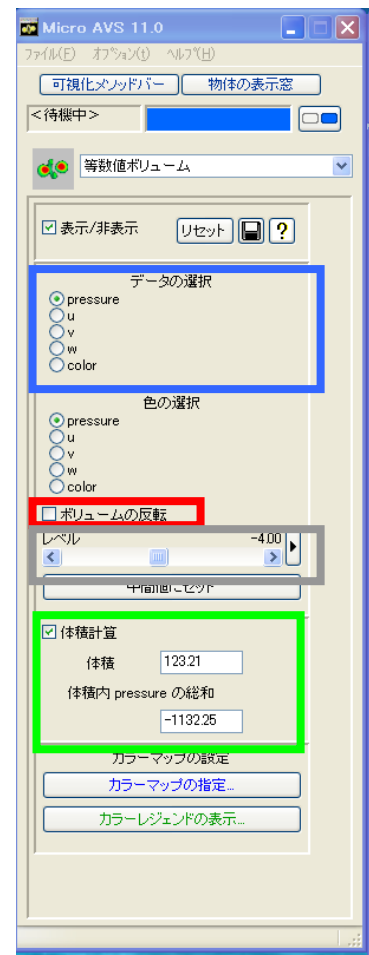 Micro AVS 11.0
ファイル(F) オプション(t) ヘルプ(H)
可視化メソッドバー 物体の表示窓
<待機中>
等数値ボリューム
表示/非表示 リセット ?
データの選択
pressure
u
v
w
color
色の選択
pressure
u
v
w
color
ボリュームの反転
レベル -4.00
中間値にセット
体積計算
体積 123.21
体積内 pressure の総和
-1132.25
カラーマップの設定
カラーマップの指定...
カラーレジェンドの表示...